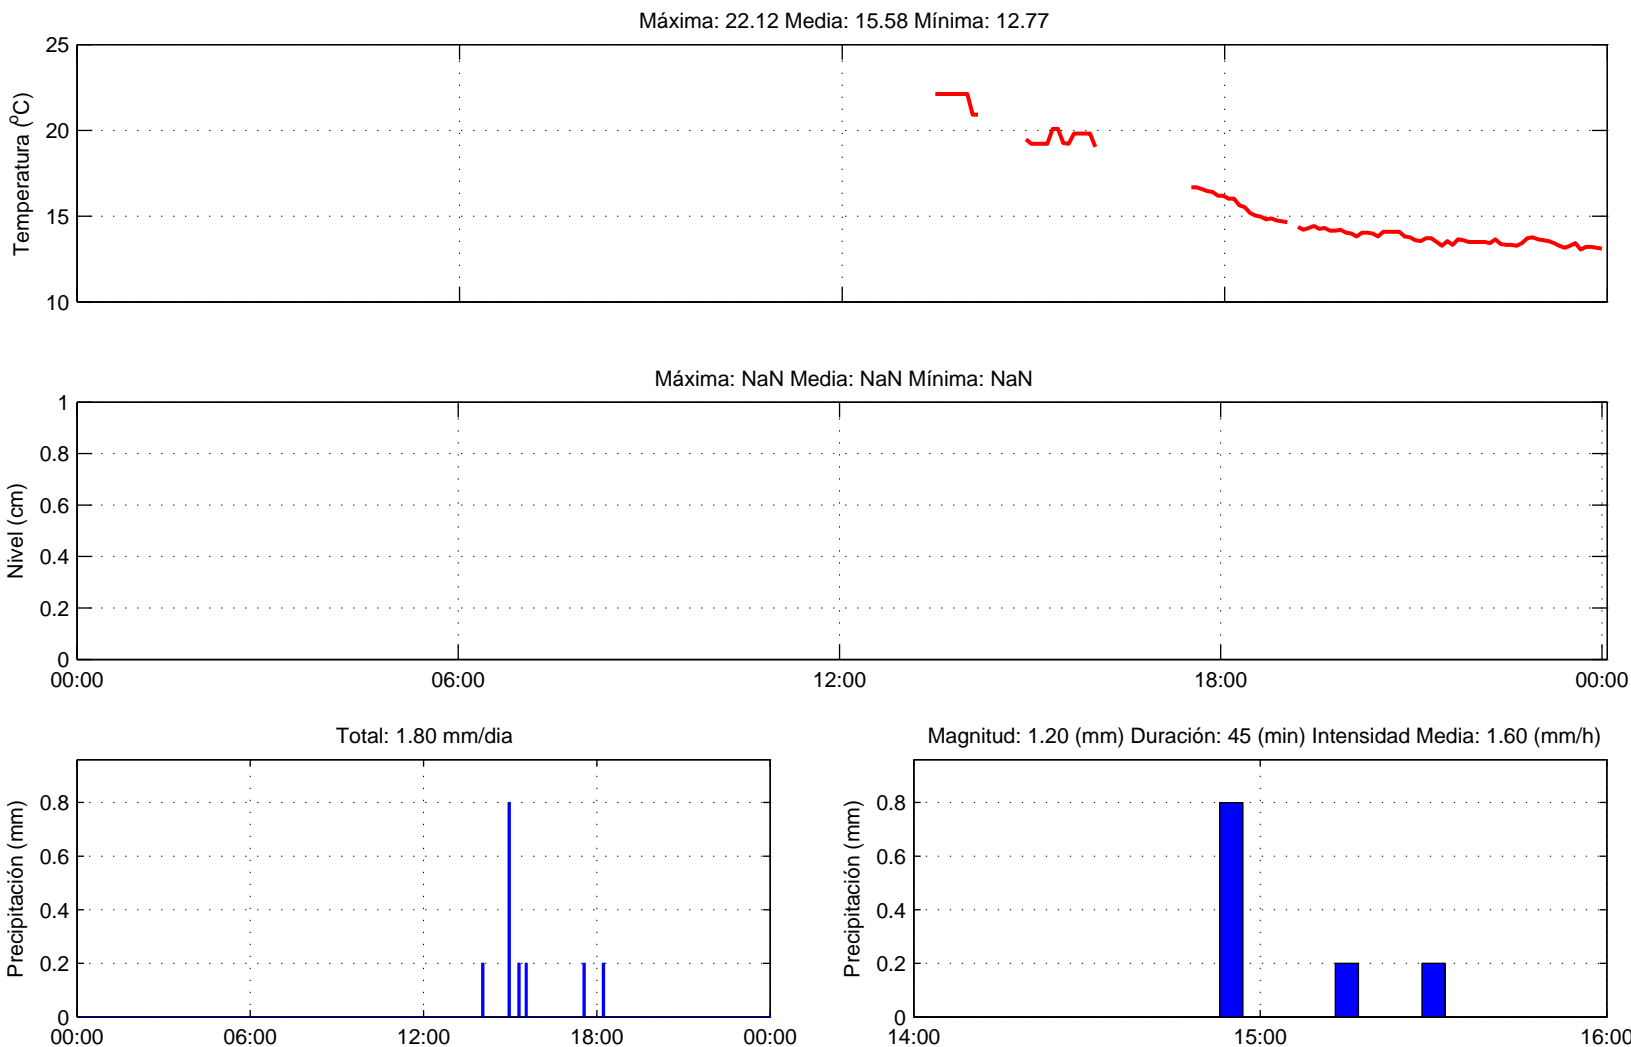 Máxima: 22.12 Media: 15.58 Mínima: 12.77
25
20
15
10
Temperatura (ºC)
Máxima: NaN Media: NaN Mínima: NaN
1
0.8
0.6
0.4
0.2
0
Nivel (cm)
00:00 06:00 12:00 18:00 00:00
Total: 1.80 mm/dia
0.8
0.6
0.4
0.2
0
Precipitación (mm)
00:00 06:00 12:00 18:00 00:00
Magnitud: 1.20 (mm) Duración: 45 (min) Intensidad Media: 1.60 (mm/h)
0.8
0.6
0.4
0.2
0
Precipitación (mm)
14:00 15:00 16:00